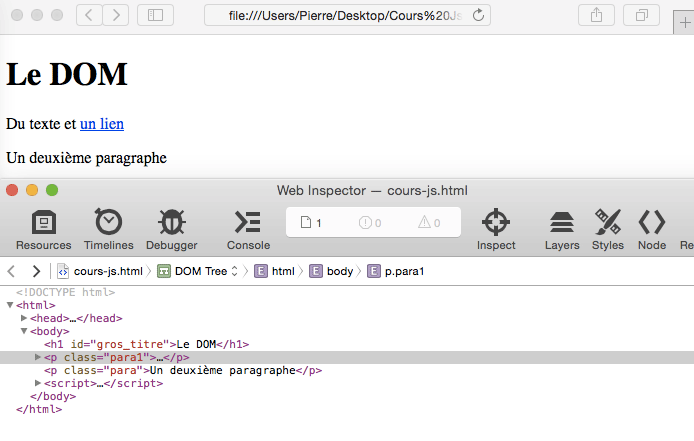 file:///Users/Pierre/Desktop/Cours%20Js
Le DOM
Du texte et un lien
Un deuxième paragraphe
Web Inspector — cours-js.html
Resources Timelines Debugger Console 1 0 0 Inspect Layers Styles Node Re
cours-js.html DOM Tree E html E body E p.para1
<!DOCTYPE html>
<html>
<head>…</head>
<body>
<h1 id="gros_titre">Le DOM</h1>
<p class="para1">…</p>
<p class="para">Un deuxième paragraphe</p>
<script>…</script>
</body>
</html>